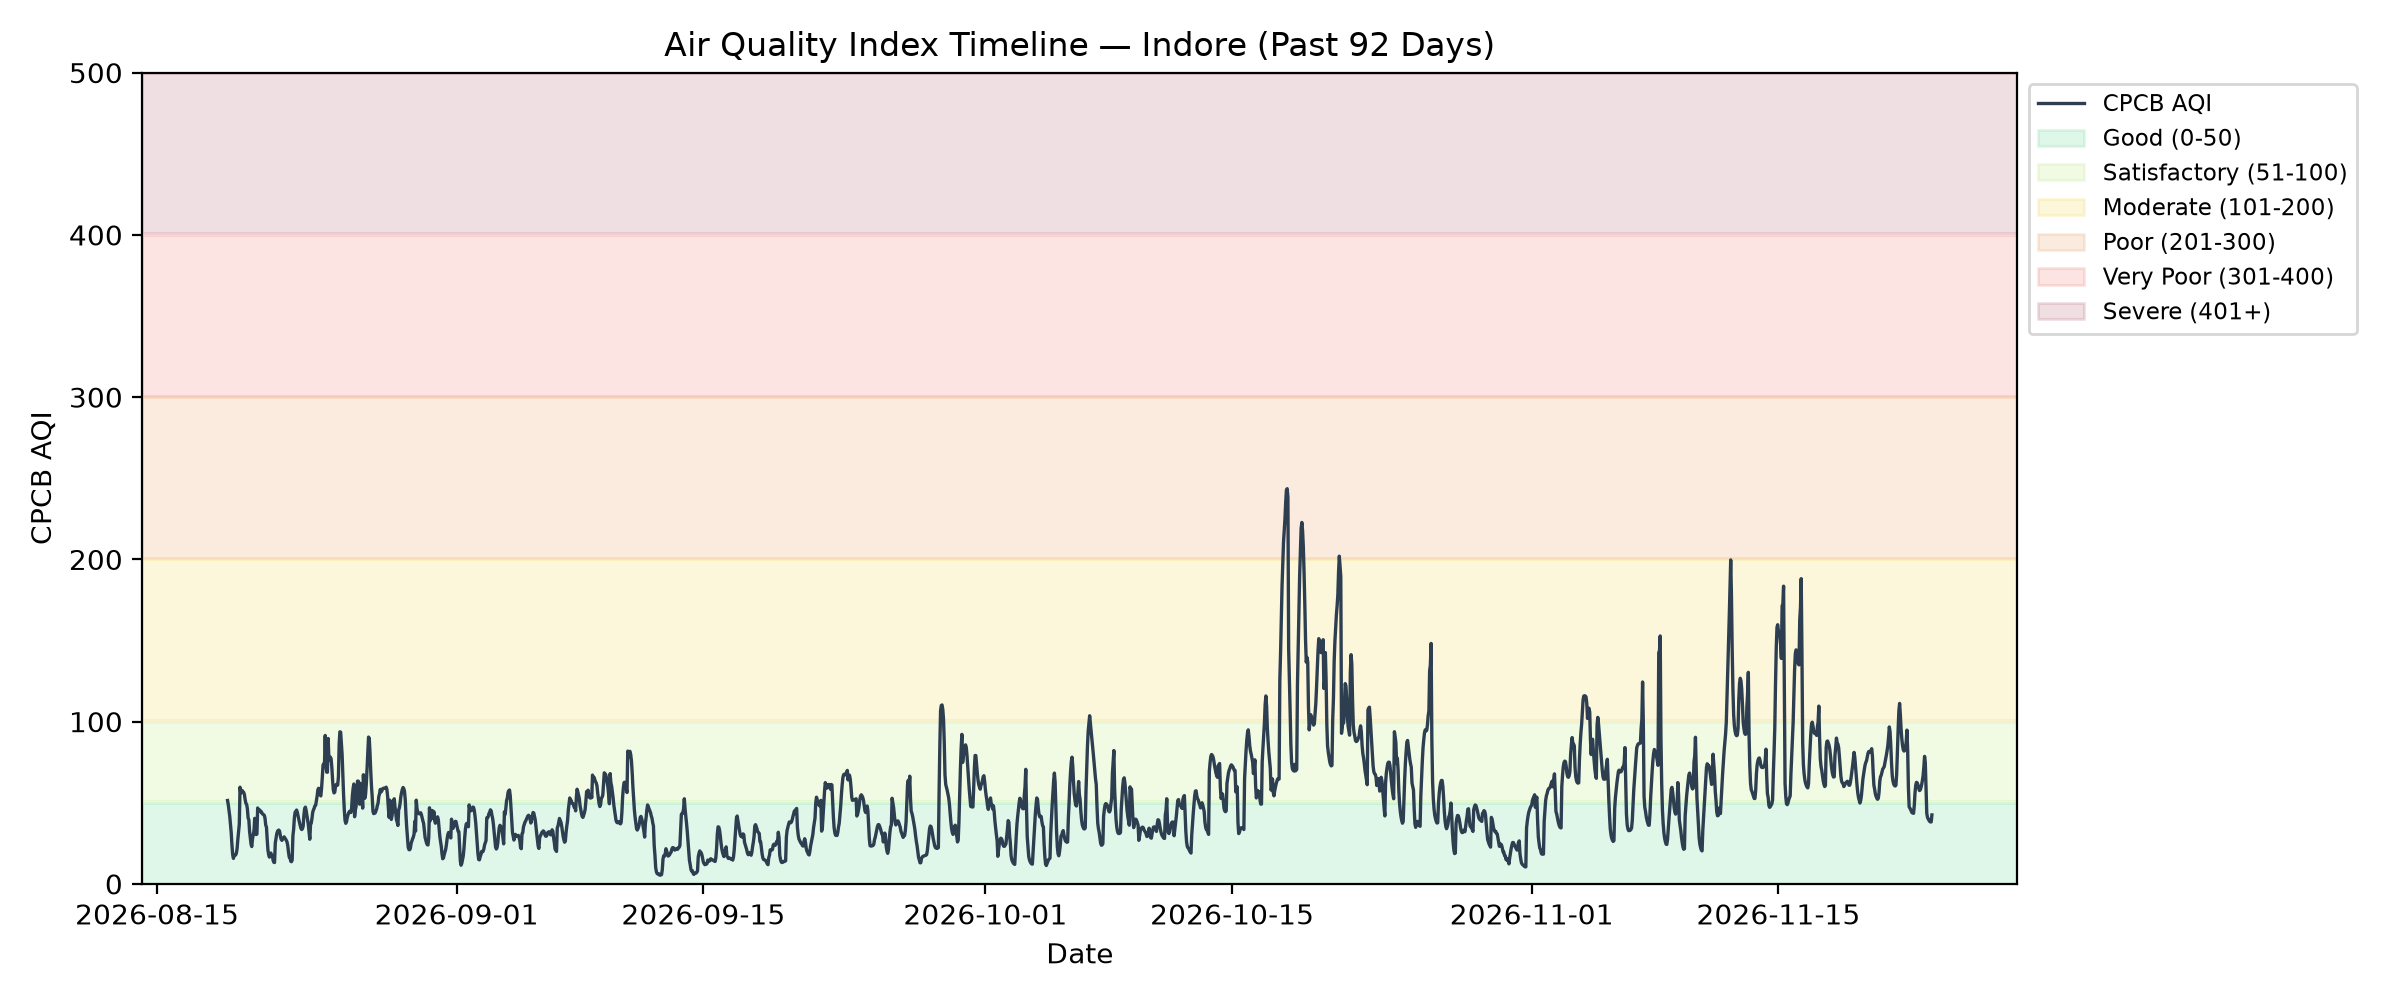 Air Quality Index Timeline — Indore (Past 92 Days)
500
400
300
200
100
0
CPCB AQI
2026-08-15
2026-09-01
2026-09-15
2026-10-01
2026-10-15
2026-11-01
2026-11-15
Date
CPCB AQI
Good (0-50)
Satisfactory (51-100)
Moderate (101-200)
Poor (201-300)
Very Poor (301-400)
Severe (401+)